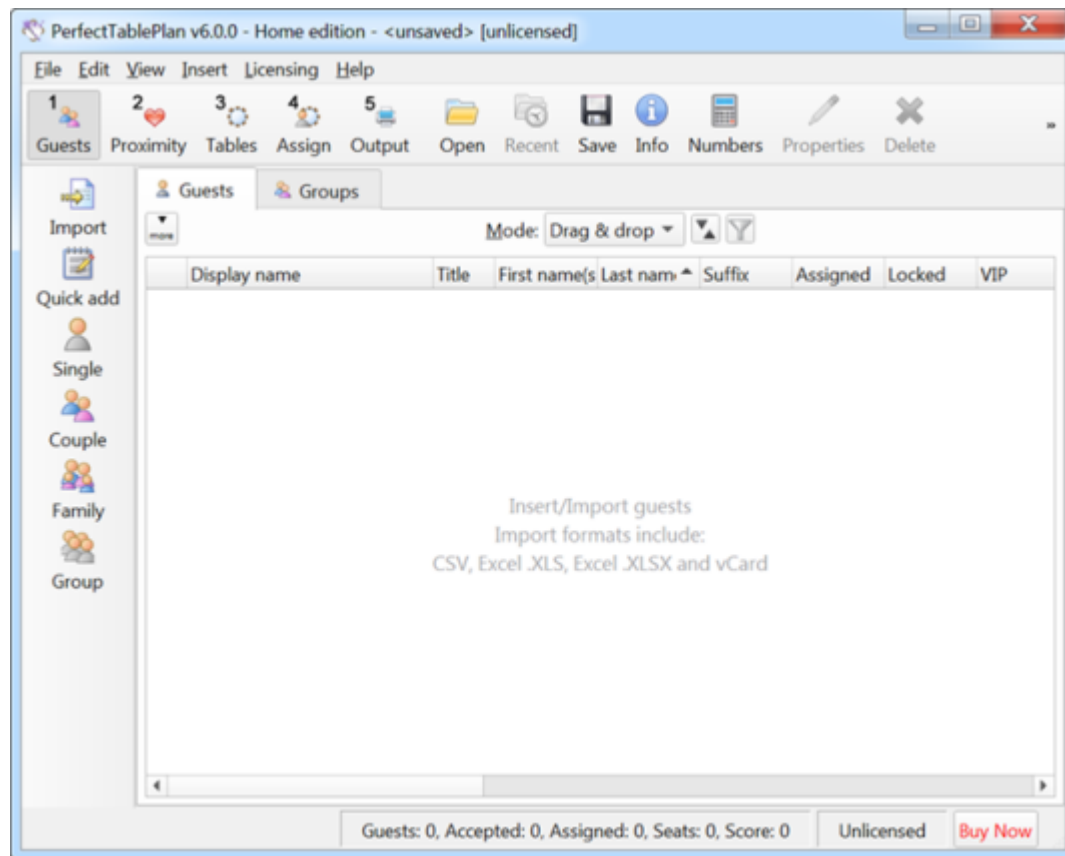 PerfectTablePlan v6.0.0 - Home edition - <unsaved> [unlicensed]
File Edit View Insert Licensing Help
1 2 3 4 5
Guests Proximity Tables Assign Output Open Recent Save Info Numbers Properties Delete »
Import
Quick add
Single
Couple
Family
Group
Guests Groups
more Mode: Drag & drop
Display name Title First name(s Last nam Suffix Assigned Locked VIP
Insert/Import guests
Import formats include:
CSV, Excel .XLS, Excel .XLSX and vCard
Guests: 0, Accepted: 0, Assigned: 0, Seats: 0, Score: 0 Unlicensed Buy Now